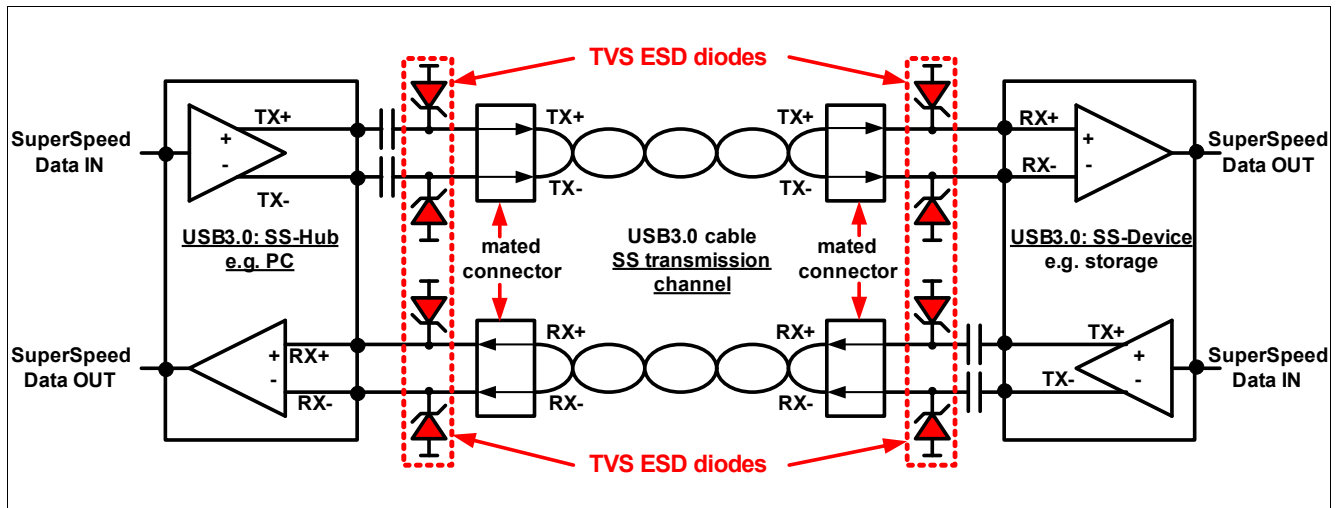 TVS ESD diodes
SuperSpeed
Data IN
TX+
+
-
TX-
TX+
TX-
TX+
TX-
RX+
+
-
RX-
SuperSpeed
Data OUT
USB3.0: SS-Hub
e.g. PC
mated
connector
USB3.0 cable
SS transmission
channel
mated
connector
USB3.0: SS-Device
e.g. storage
SuperSpeed
Data OUT
RX+
+
-
RX-
RX+
RX-
RX+
RX-
TX+
+
-
TX-
SuperSpeed
Data IN
TVS ESD diodes